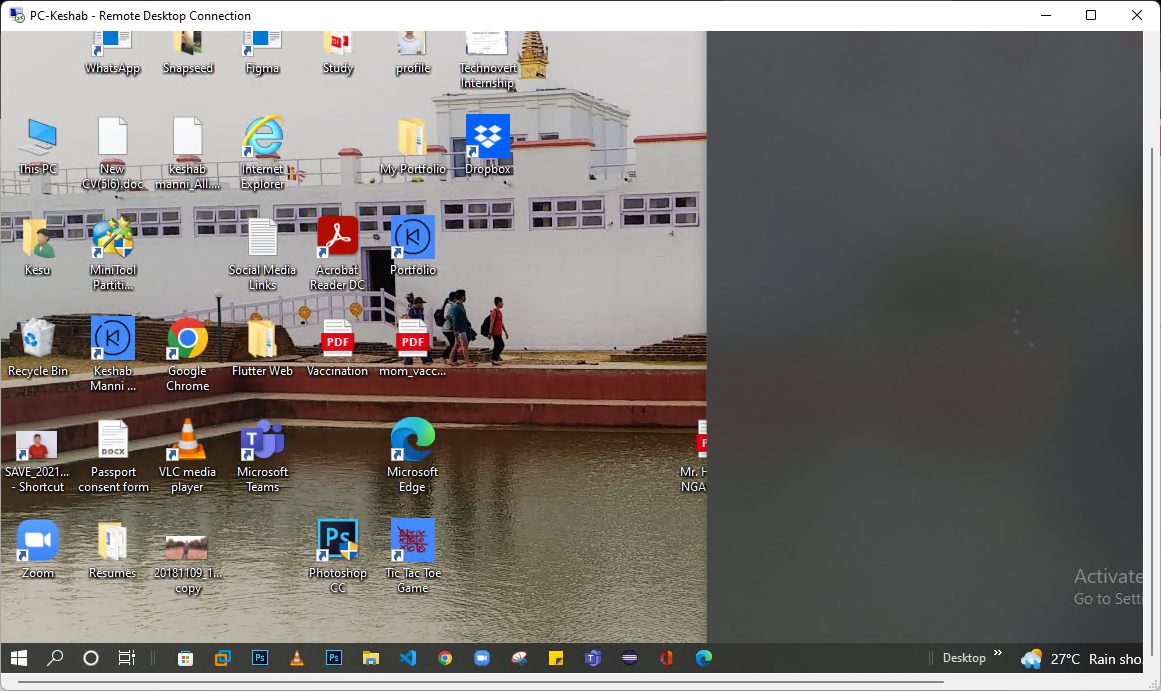 PC-Keshab - Remote Desktop Connection
WhatsApp
Snapseed
Figma
Study
profile
Technovert
Internship
This PC
New
CV(5l6).doc
keshab
manni_All....
Internet
Explorer
My Portfolio
Dropbox
Kesu
MiniTool
Partiti...
Social Media
Links
Acrobat
Reader DC
Portfolio
Recycle Bin
Keshab
Manni ...
Google
Chrome
Flutter Web
PDF
Vaccination
PDF
mom_vacc...
SAVE_2021...
- Shortcut
DOCX
Passport
consent form
VLC media
player
T
Microsoft
Teams
Microsoft
Edge
Mr. H
NGA
Zoom
Resumes
20181109_1...
copy
Ps
Photoshop
CC
Tic Tac Toe
Game
Activate
Go to Setti
Ps
Ps
T
Desktop
27°C Rain sho.